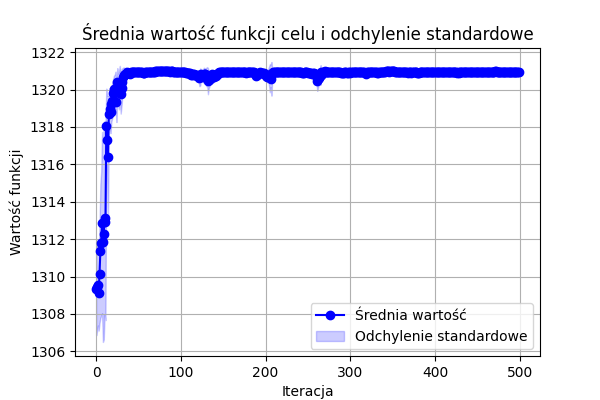 Średnia wartość funkcji celu i odchylenie standardowe
Wartość funkcji
1322
1320
1318
1316
1314
1312
1310
1308
1306
0 100 200 300 400 500
Iteracja
Średnia wartość
Odchylenie standardowe